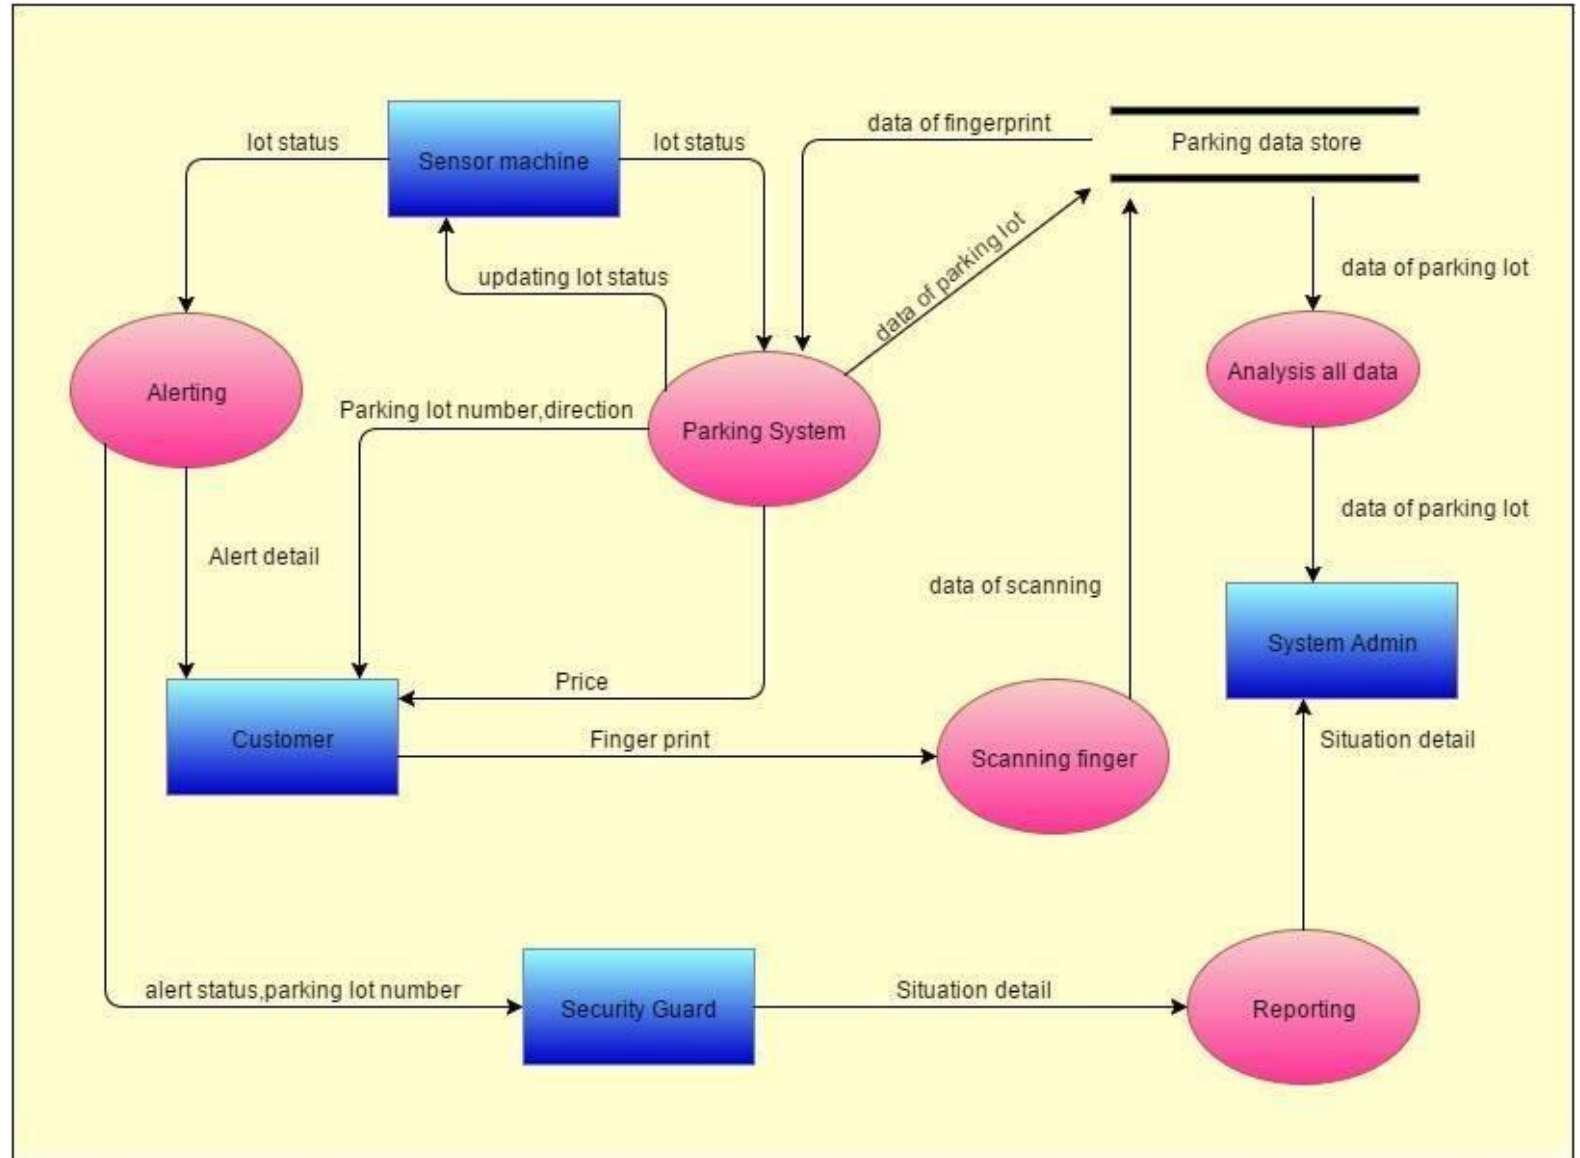 data of fingerprint
Parking data store
lot status
Sensor machine
lot status
data of parking lot
updating lot status
data of parking lot
Analysis all data
Alerting
Parking lot number,direction
Parking System
data of parking lot
Alert detail
data of scanning
System Admin
Price
Customer
Finger print
Scanning finger
Situation detail
alert status,parking lot number
Security Guard
Situation detail
Reporting